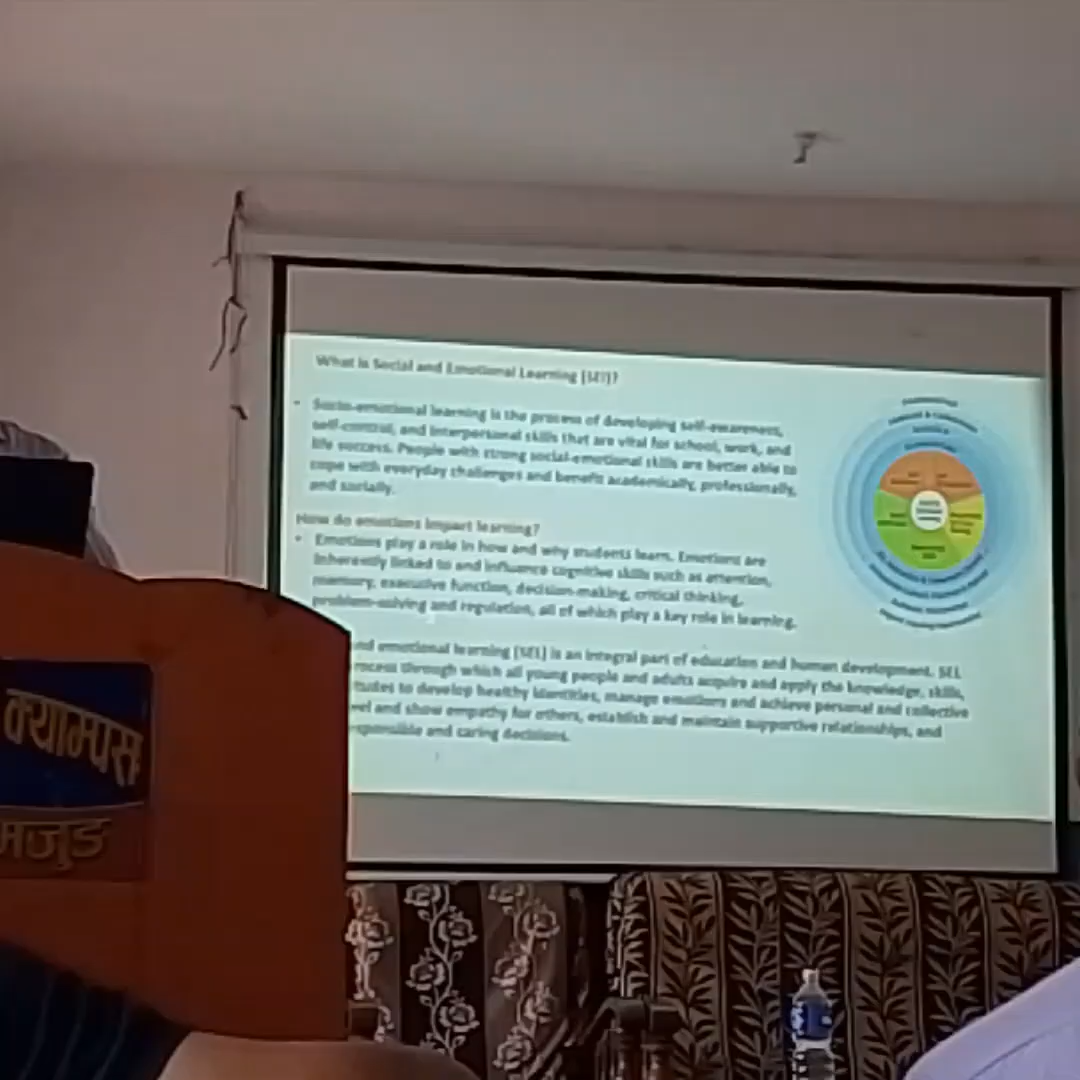 What is Social and Emotional Learning (SEL)?
• Socio-emotional learning is the process of developing self-awareness,
self-control, and interpersonal skills that are vital for school, work, and
life success. People with strong social-emotional skills are better able to
cope with everyday challenges and benefit academically, professionally,
and socially.
How do emotions impact learning?
• Emotions play a role in how and why students learn. Emotions are
inherently linked to and influence cognitive skills such as attention,
memory, executive function, decision-making, critical thinking,
problem-solving and regulation, all of which play a key role in learning.
nd emotional learning (SEL) is an integral part of education and human development. SEL
rocess through which all young people and adults acquire and apply the knowledge, skills,
tudes to develop healthy identities, manage emotions and achieve personal and collective
and show empathy for others, establish and maintain supportive relationships, and
sponsible and caring decisions.
क्याम्पस
मजुङ